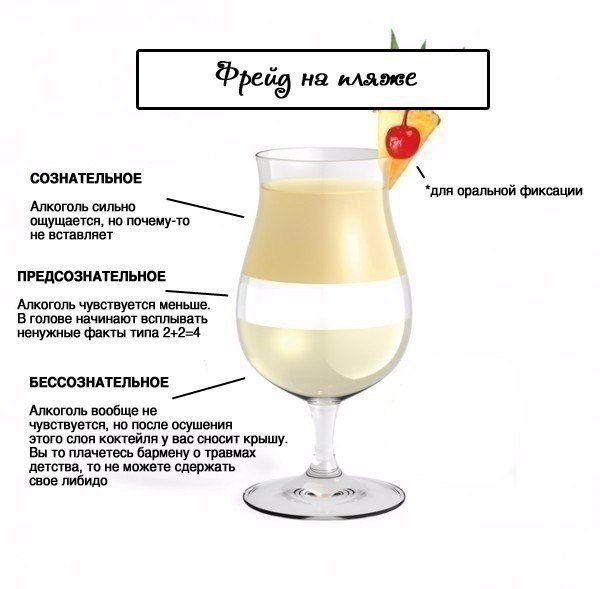 Фрейд на пляже
СОЗНАТЕЛЬНОЕ
Алкоголь сильно
ощущается, но почему-то
не вставляет
*для оральной фиксации
ПРЕДСОЗНАТЕЛЬНОЕ
Алкоголь чувствуется меньше.
В голове начинают всплывать
ненужные факты типа 2+2=4
БЕССОЗНАТЕЛЬНОЕ
Алкоголь вообще не
чувствуется, но после осушения
этого слоя коктейля у вас сносит крышу.
Вы то плачетесь бармену о травмах
детства, то не можете сдержать
свое либидо